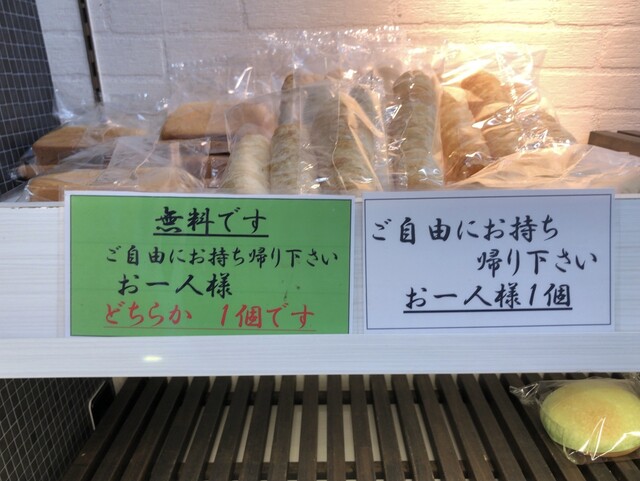 無料です
ご自由にお持ち帰り下さい
お一人様
どちらか 1個です
ご自由にお持ち
帰り下さい
お一人様1個